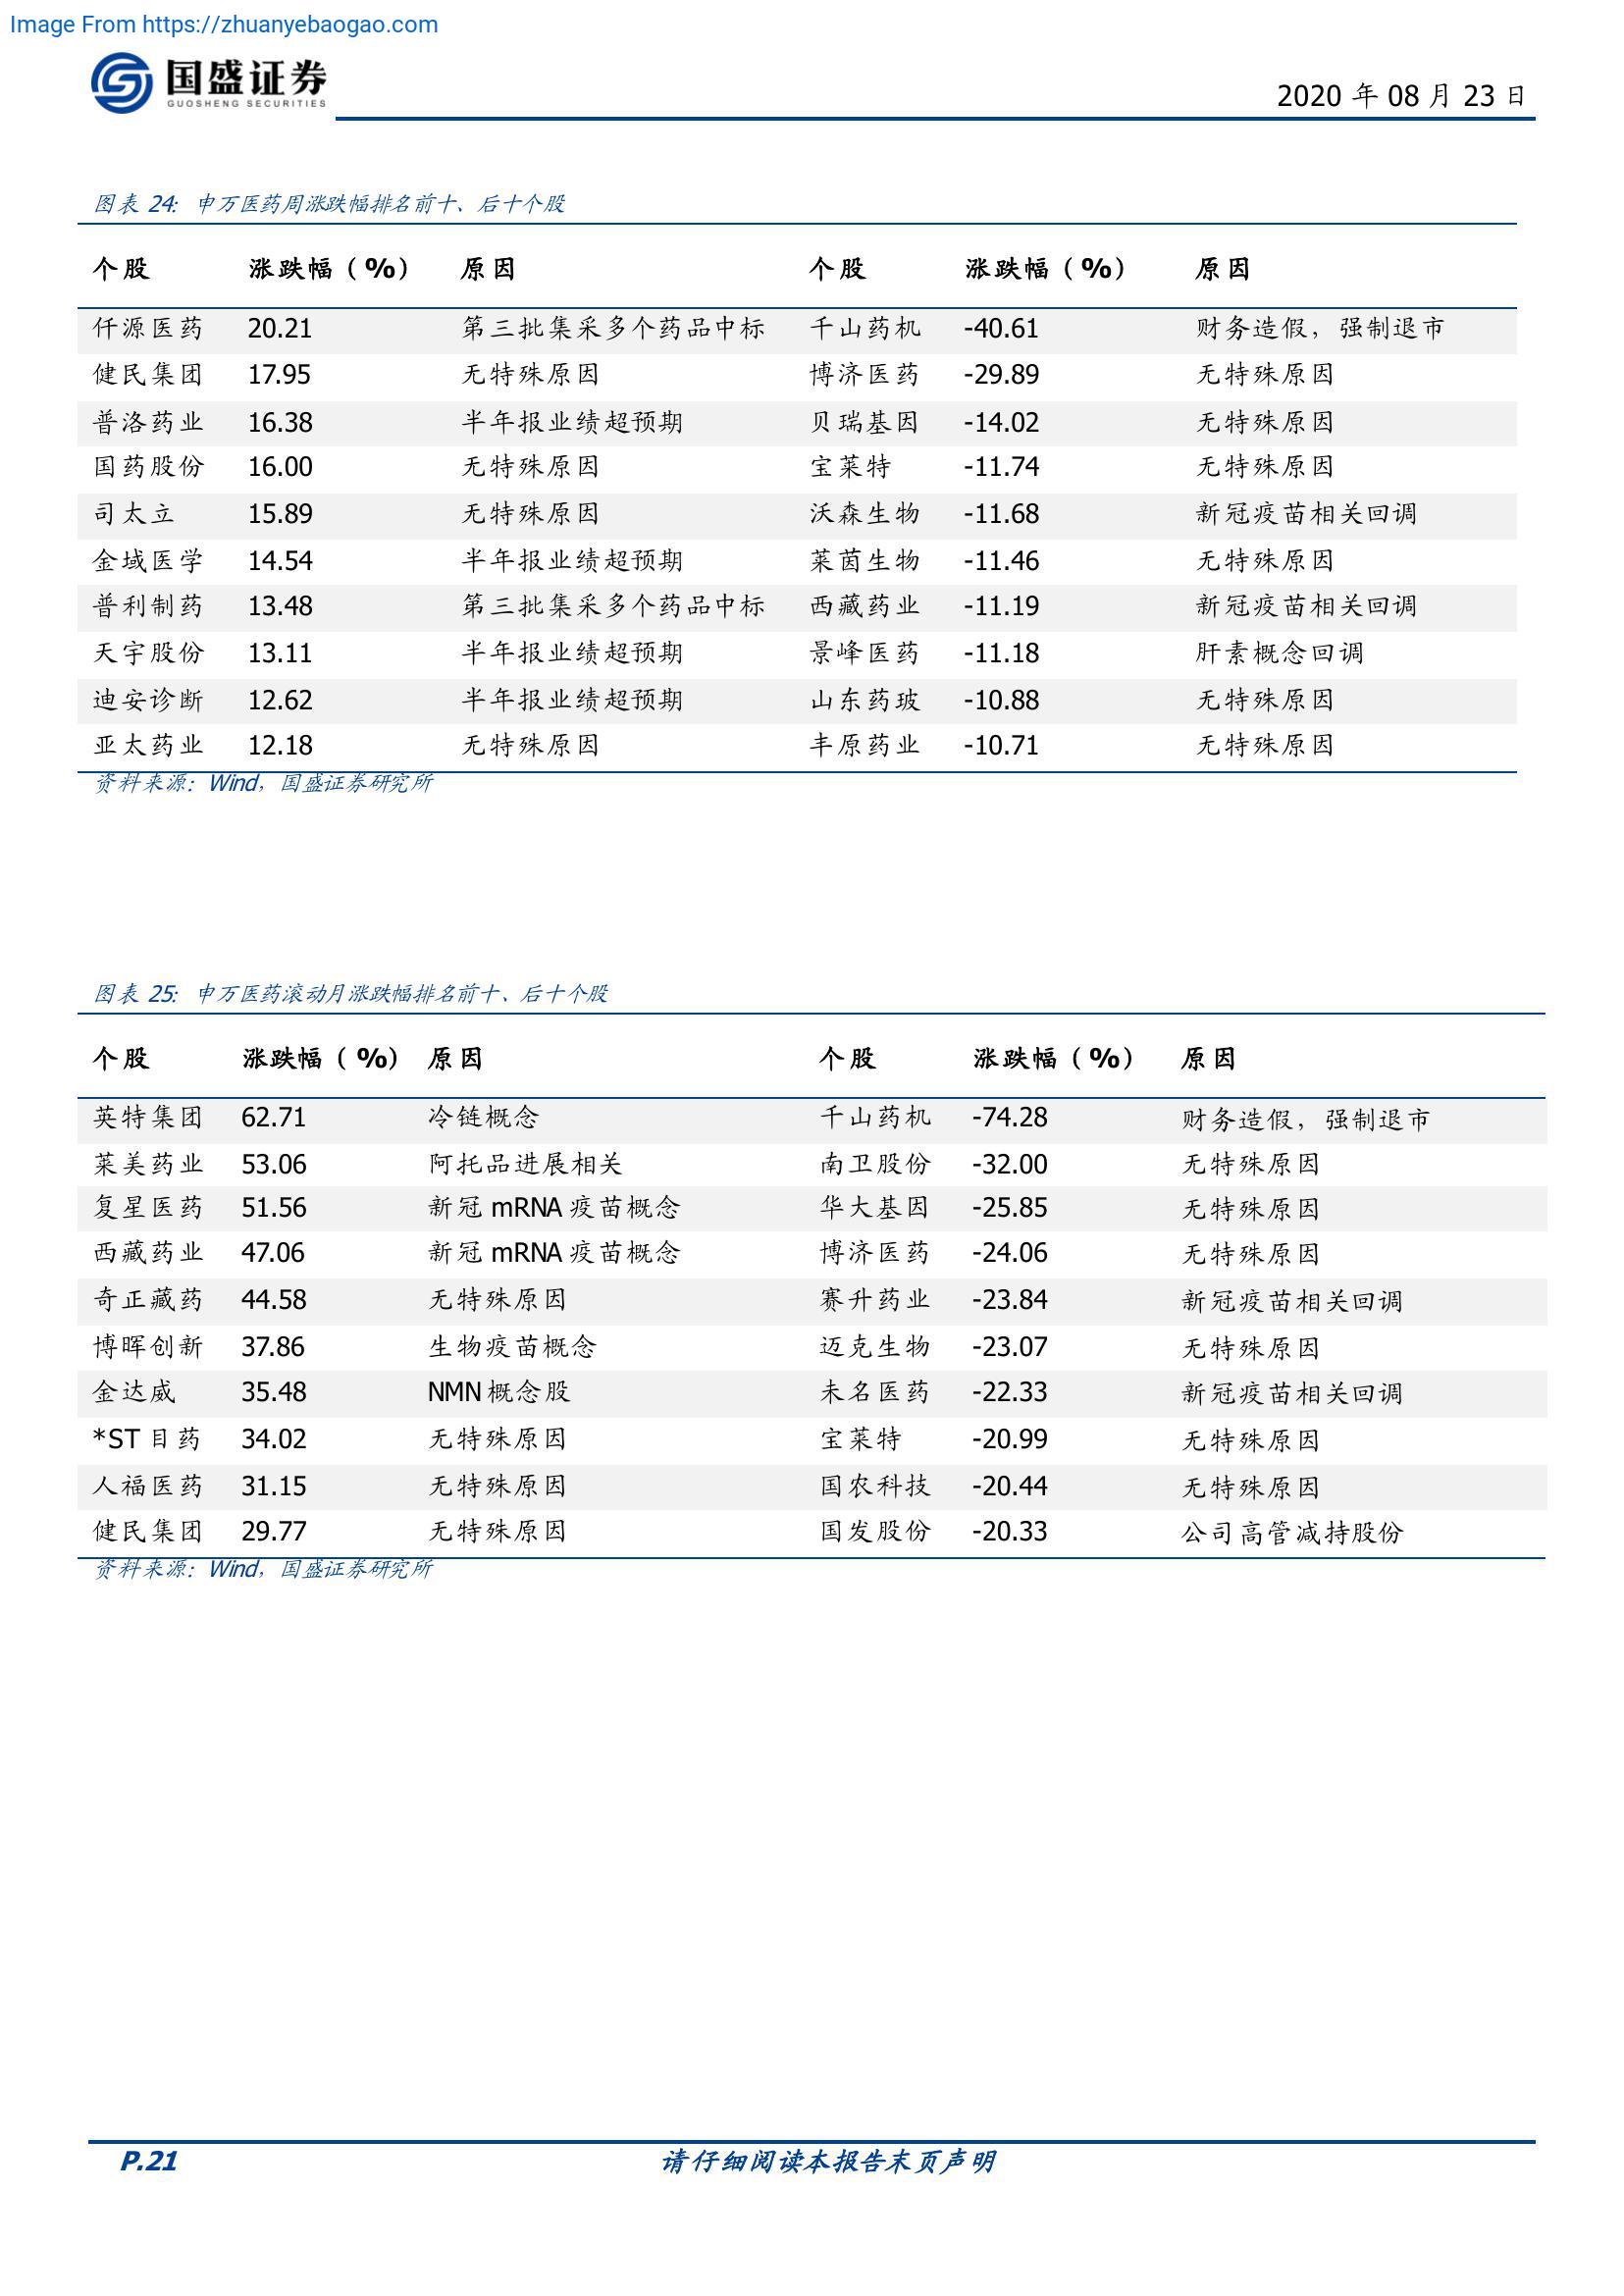 Image From https://zhuanyebaogao.com
国盛证券
GUOSHENG SECURITIES
2020 年 08 月 23 日
图表 24: 申万医药周涨跌幅排名前十、后十个股
个股 涨跌幅（%） 原因 个股 涨跌幅（%） 原因
仟源医药 20.21 第三批集采多个药品中标 千山药机 -40.61 财务造假，强制退市
健民集团 17.95 无特殊原因 博济医药 -29.89 无特殊原因
普洛药业 16.38 半年报业绩超预期 贝瑞基因 -14.02 无特殊原因
国药股份 16.00 无特殊原因 宝莱特 -11.74 无特殊原因
司太立 15.89 无特殊原因 沃森生物 -11.68 新冠疫苗相关回调
金域医学 14.54 半年报业绩超预期 莱茵生物 -11.46 无特殊原因
普利制药 13.48 第三批集采多个药品中标 西藏药业 -11.19 新冠疫苗相关回调
天宇股份 13.11 半年报业绩超预期 景峰医药 -11.18 肝素概念回调
迪安诊断 12.62 半年报业绩超预期 山东药玻 -10.88 无特殊原因
亚太药业 12.18 无特殊原因 丰原药业 -10.71 无特殊原因
资料来源：Wind，国盛证券研究所
图表 25: 申万医药滚动月涨跌幅排名前十、后十个股
个股 涨跌幅（%） 原因 个股 涨跌幅（%） 原因
英特集团 62.71 冷链概念 千山药机 -74.28 财务造假，强制退市
莱美药业 53.06 阿托品进展相关 南卫股份 -32.00 无特殊原因
复星医药 51.56 新冠 mRNA 疫苗概念 华大基因 -25.85 无特殊原因
西藏药业 47.06 新冠 mRNA 疫苗概念 博济医药 -24.06 无特殊原因
奇正藏药 44.58 无特殊原因 赛升药业 -23.84 新冠疫苗相关回调
博晖创新 37.86 生物疫苗概念 迈克生物 -23.07 无特殊原因
金达威 35.48 NMN 概念股 未名医药 -22.33 新冠疫苗相关回调
*ST 目药 34.02 无特殊原因 宝莱特 -20.99 无特殊原因
人福医药 31.15 无特殊原因 国农科技 -20.44 无特殊原因
健民集团 29.77 无特殊原因 国发股份 -20.33 公司高管减持股份
资料来源：Wind，国盛证券研究所
P.21 请仔细阅读本报告末页声明